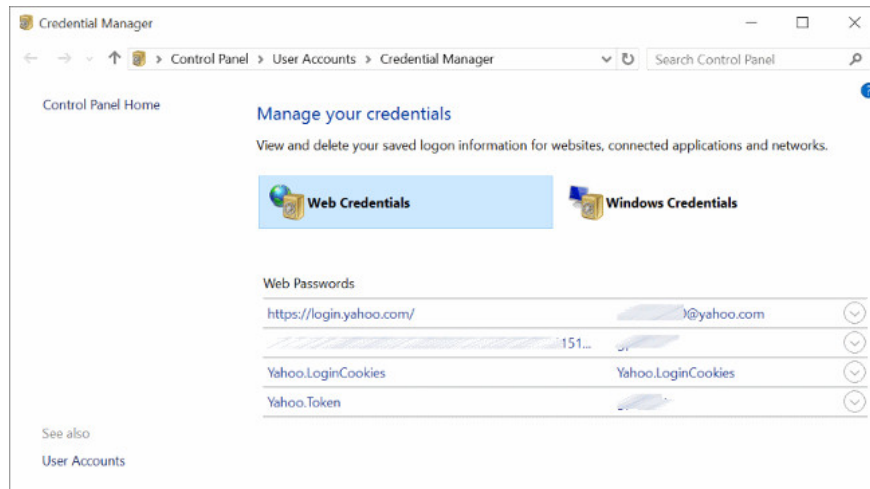 Credential Manager
Control Panel > User Accounts > Credential Manager
Search Control Panel
Control Panel Home
Manage your credentials
View and delete your saved logon information for websites, connected applications and networks.
Web Credentials
Windows Credentials
Web Passwords
https://login.yahoo.com/ @yahoo.com
151...
Yahoo.LoginCookies Yahoo.LoginCookies
Yahoo.Token
See also
User Accounts